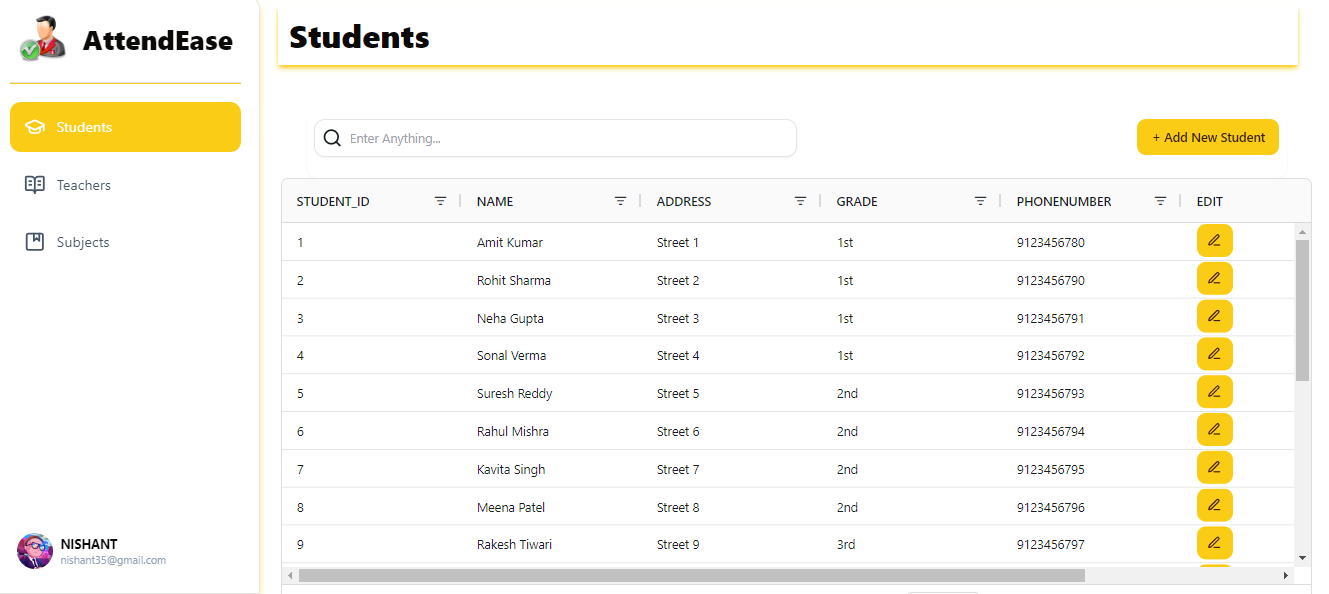 AttendEase
Students
Teachers
Subjects
NISHANT
nishant35@gmail.com
Students
Enter Anything...
+ Add New Student
STUDENT_ID NAME ADDRESS GRADE PHONENUMBER EDIT
1 Amit Kumar Street 1 1st 9123456780
2 Rohit Sharma Street 2 1st 9123456790
3 Neha Gupta Street 3 1st 9123456791
4 Sonal Verma Street 4 1st 9123456792
5 Suresh Reddy Street 5 2nd 9123456793
6 Rahul Mishra Street 6 2nd 9123456794
7 Kavita Singh Street 7 2nd 9123456795
8 Meena Patel Street 8 2nd 9123456796
9 Rakesh Tiwari Street 9 3rd 9123456797